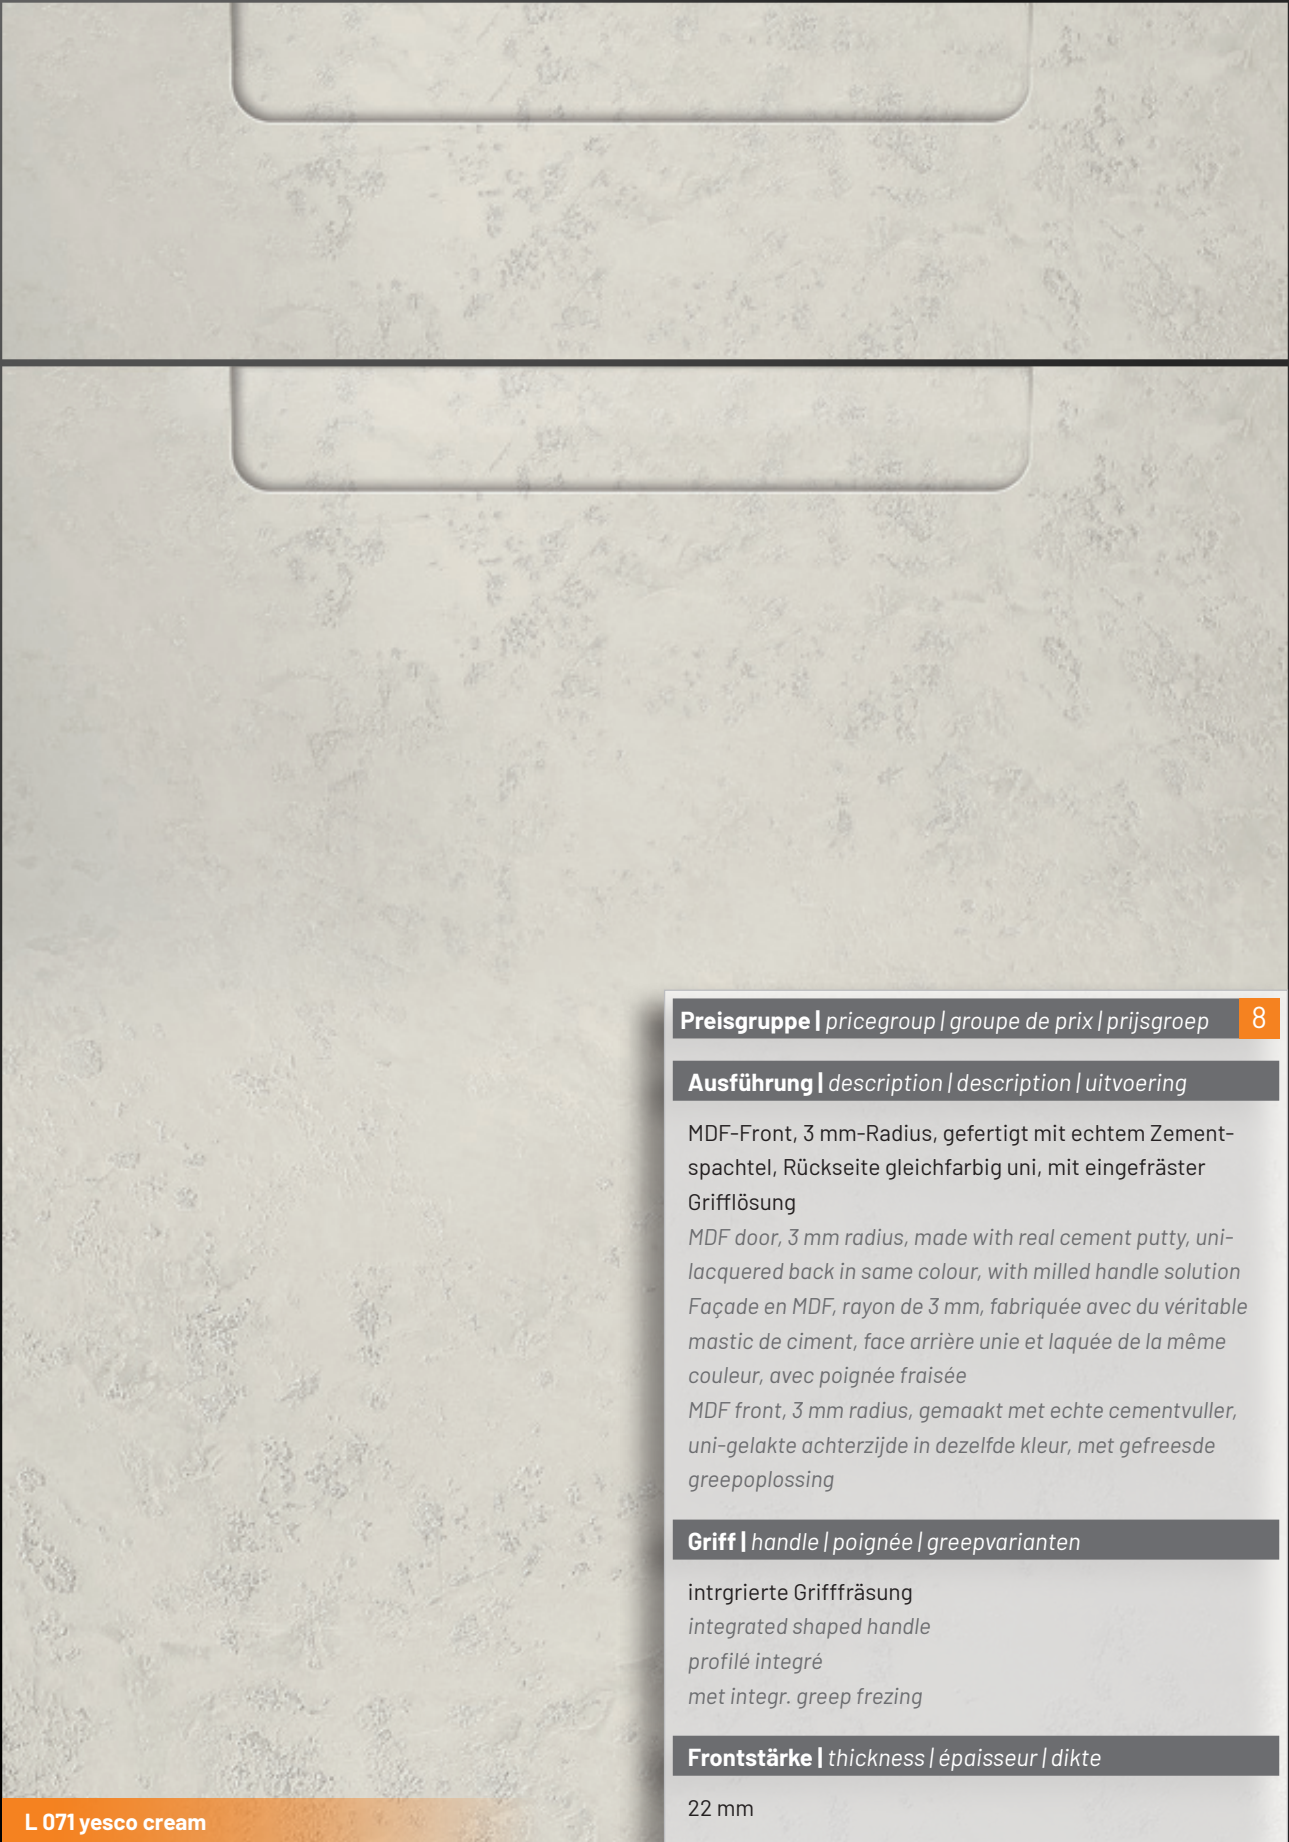 Preisgruppe | pricegroup | groupe de prix | prijsgroep 8
Ausführung | description | description | uitvoering
MDF-Front, 3 mm-Radius, gefertigt mit echtem Zement-
spachtel, Rückseite gleichfarbig uni, mit eingefräster
Grifflösung
MDF door, 3 mm radius, made with real cement putty, uni-
lacquered back in same colour, with milled handle solution
Façade en MDF, rayon de 3 mm, fabriquée avec du véritable
mastic de ciment, face arrière unie et laquée de la même
couleur, avec poignée fraisée
MDF front, 3 mm radius, gemaakt met echte cementvuller,
uni-gelakte achterzijde in dezelfde kleur, met gefreesde
greepoplossing
Griff | handle | poignée | greepvarianten
intrgrierte Grifffräsung
integrated shaped handle
profilé integré
met integr. greep frezing
Frontstärke | thickness | épaisseur | dikte
22 mm
L 071 yesco cream